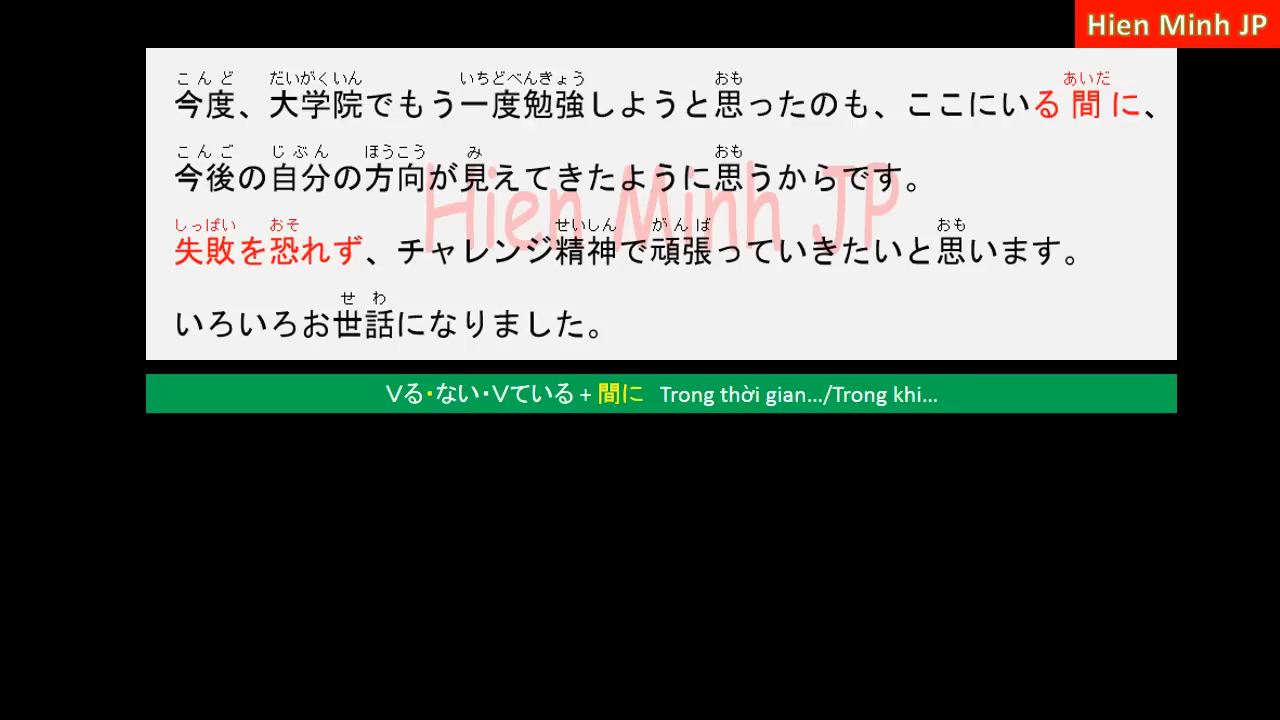 Hien Minh JP
こんど だいがくいん いちどべんきょう おも あいだ
今度、大学院でもう一度勉強しようと思ったのも、ここにいる間に、
こんご じぶん ほうこう み おも
今後の自分の方向が見えてきたように思うからです。
Hien Minh JP
しっぱい おそ せいしん がんば おも
失敗を恐れず、チャレンジ精神で頑張っていきたいと思います。
せわ
いろいろお世話になりました。
Vる・ない・Vている + 間に Trong thời gian.../Trong khi...